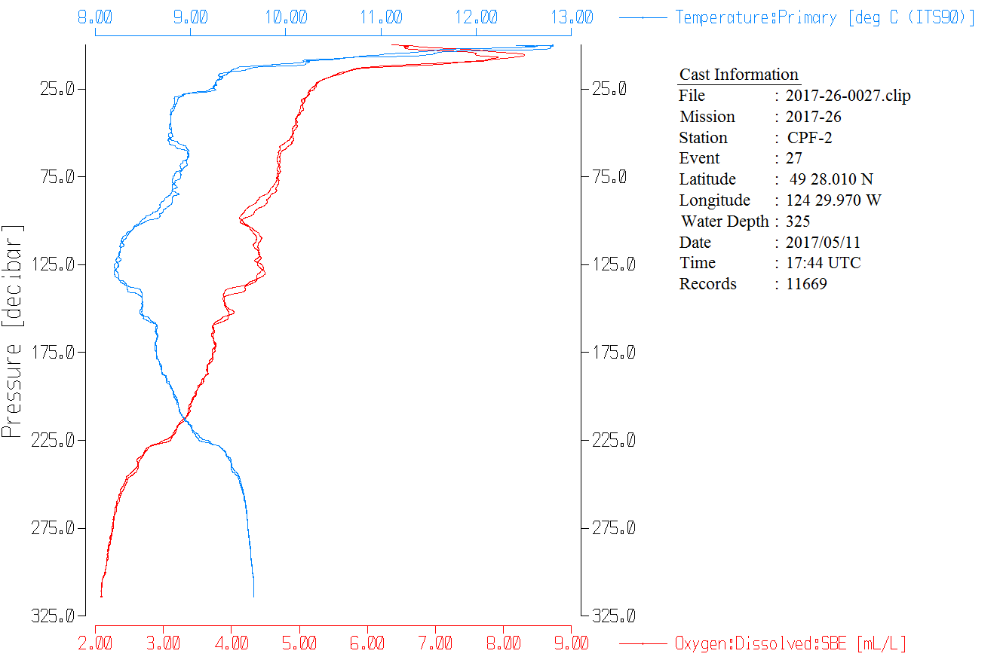 8.00 9.00 10.00 11.00 12.00 13.00 Temperature:Primary [deg C (ITS90)]
Cast Information
File : 2017-26-0027.clip
Mission : 2017-26
Station : CPF-2
Event : 27
Latitude : 49 28.010 N
Longitude : 124 29.970 W
Water Depth : 325
Date : 2017/05/11
Time : 17:44 UTC
Records : 11669
Pressure [decibar]
25.0 25.0
75.0 75.0
125.0 125.0
175.0 175.0
225.0 225.0
275.0 275.0
325.0 325.0
2.00 3.00 4.00 5.00 6.00 7.00 8.00 9.00 Oxygen:Dissolved:SBE [mL/L]